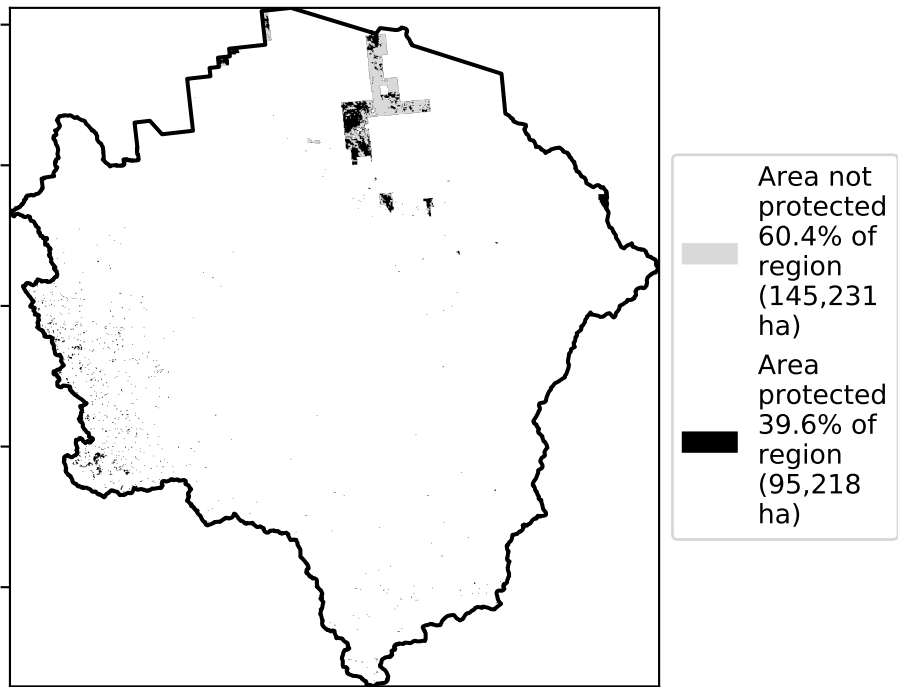 Area not
protected
60.4% of
region
(145,231
ha)
Area
protected
39.6% of
region
(95,218
ha)